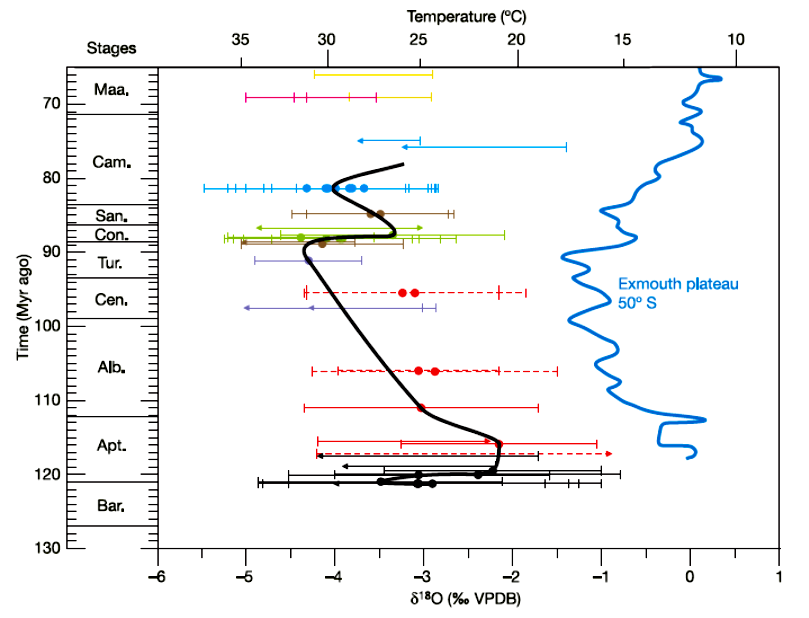 Temperature (ºC)
Stages
35 30 25 20 15 10
Maa.
70
Cam.
80
San.
Con.
90
Tur.
Cen.
Exmouth plateau
50º S
100
Alb.
110
Apt.
120
Bar.
130
Time (Myr ago)
–6 –5 –4 –3 –2 –1 0 1
δ¹⁸O (‰ VPDB)